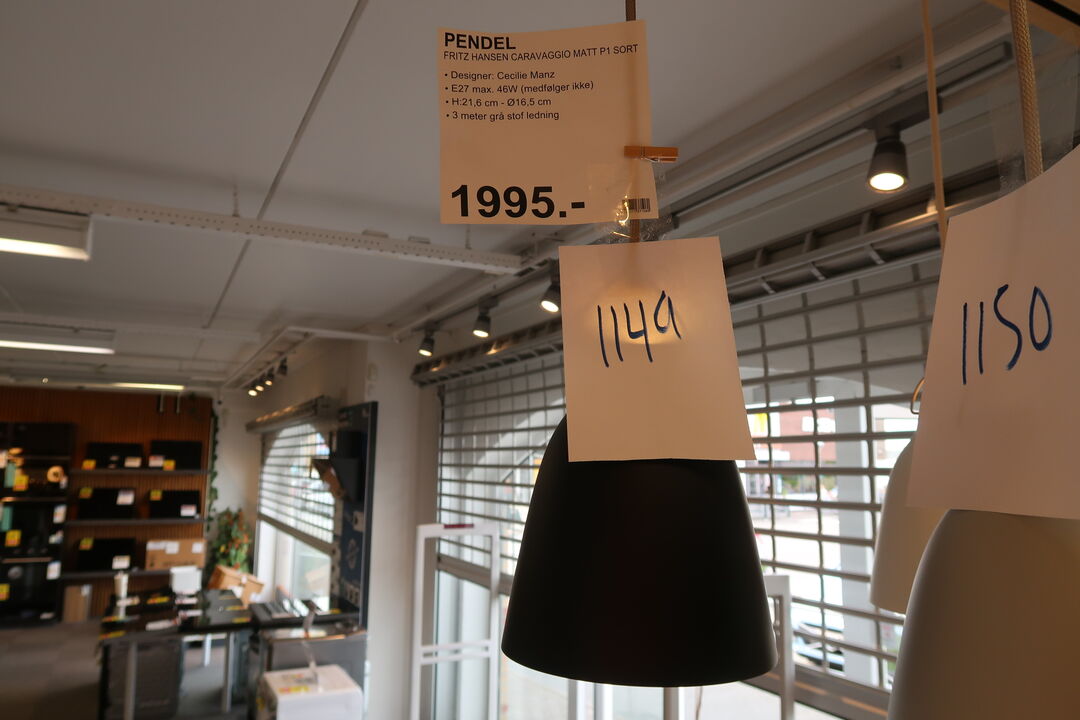 PENDEL
FRITZ HANSEN CARAVAGGIO MATT P1 SORT
• Designer: Cecilie Manz
• E27 max. 46W (medfølger ikke)
• H:21,6 cm - Ø16,5 cm
• 3 meter grå stof ledning
1995.-
1149
1150